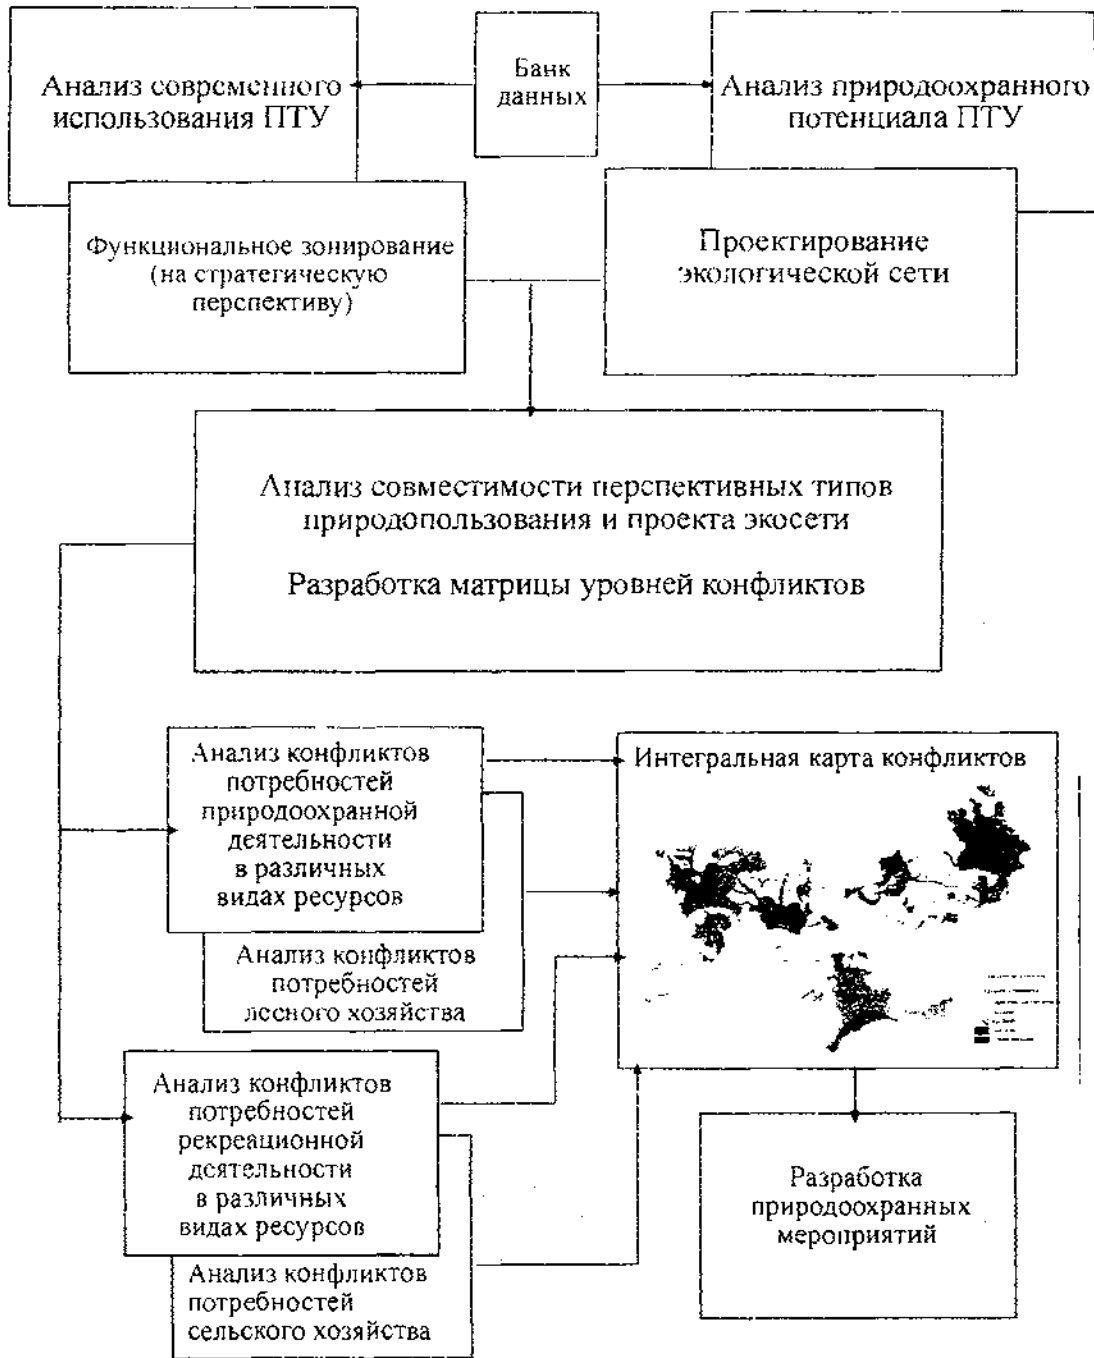 Анализ современного
использования ПТУ
Банк
данных
Анализ природоохранного
потенциала ПТУ
Функциональное зонирование
(на стратегическую
перспективу)
Проектирование
экологической сети
Анализ совместимости перспективных типов
природопользования и проекта экосети
Разработка матрицы уровней конфликтов
Анализ конфликтов
потребностей
природоохранной
деятельности
в различных
видах ресурсов
Анализ конфликтов
потребностей
лесного хозяйства
Интегральная карта конфликтов
Анализ конфликтов
потребностей
рекреационной
деятельности
в различных
видах ресурсов
Анализ конфликтов
потребностей
сельского хозяйства
Разработка
природоохранных
мероприятий